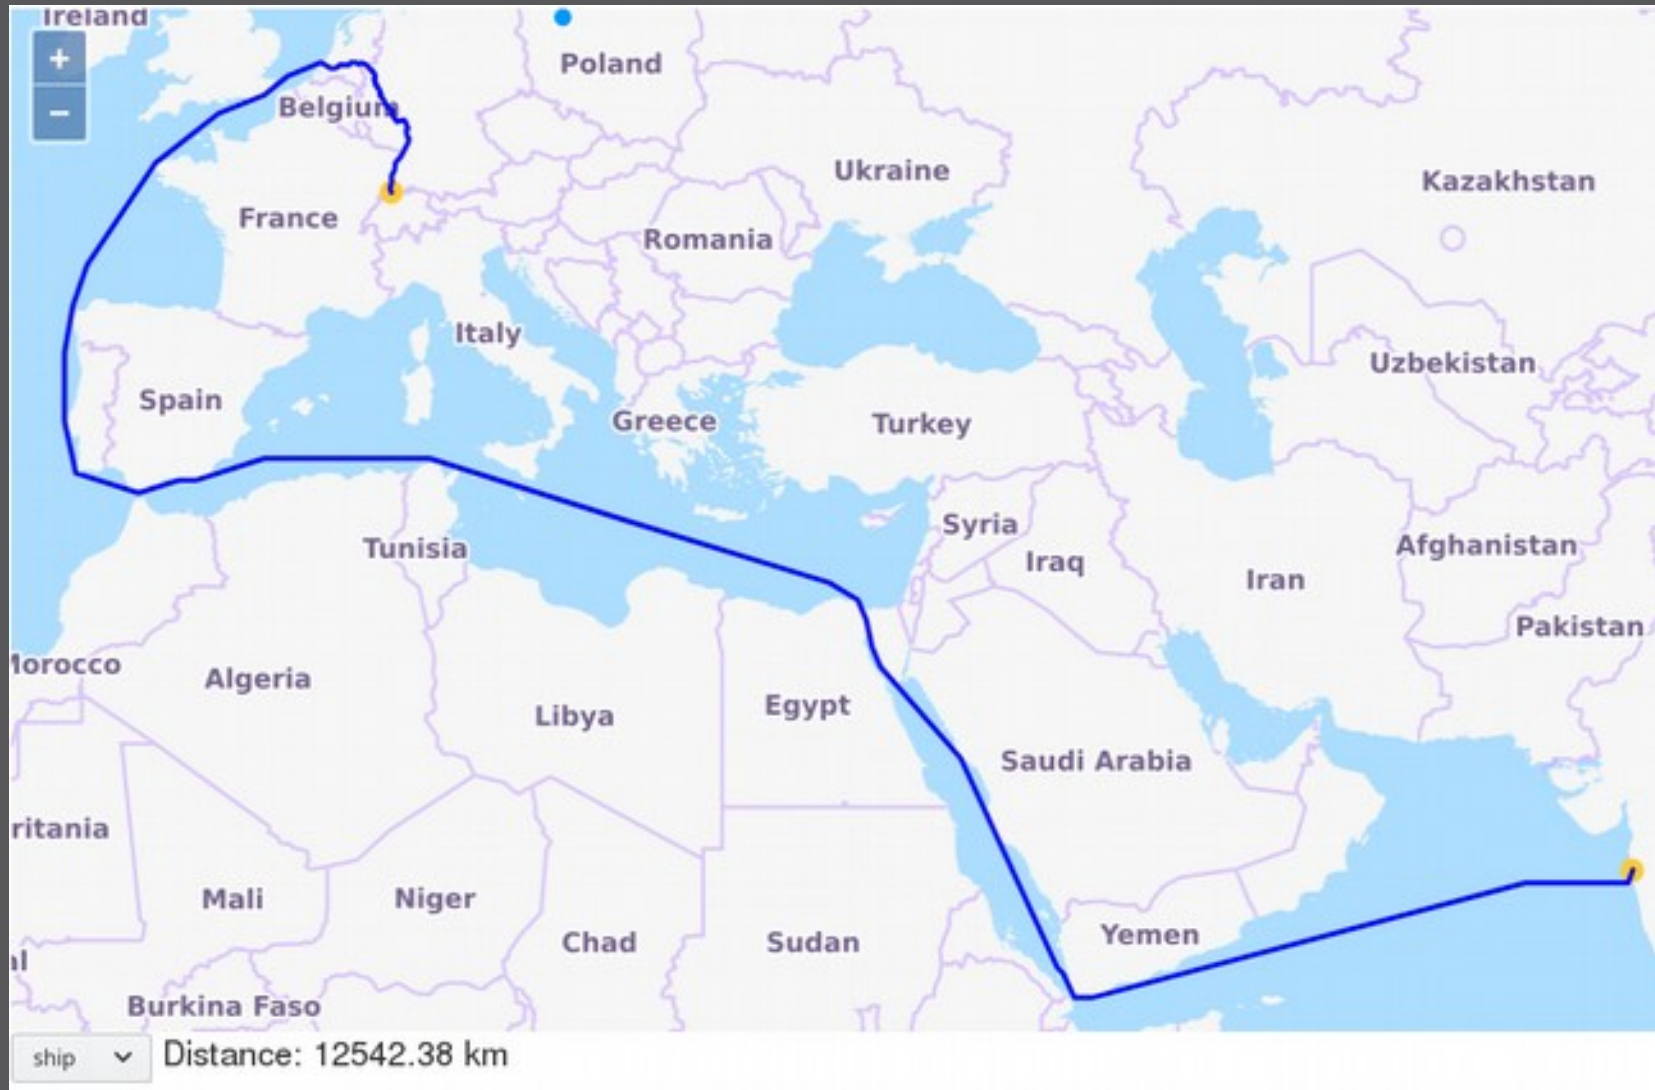 Ireland
+
−
Poland
Belgium
Ukraine
Kazakhstan
France
Romania
Italy
Uzbekistan
Spain
Greece
Turkey
Syria
Afghanistan
Tunisia
Iraq
Iran
Pakistan
Morocco
Algeria
Egypt
Libya
Saudi Arabia
ritania
Mali
Niger
Yemen
Chad
Sudan
al
Burkina Faso
ship
Distance: 12542.38 km